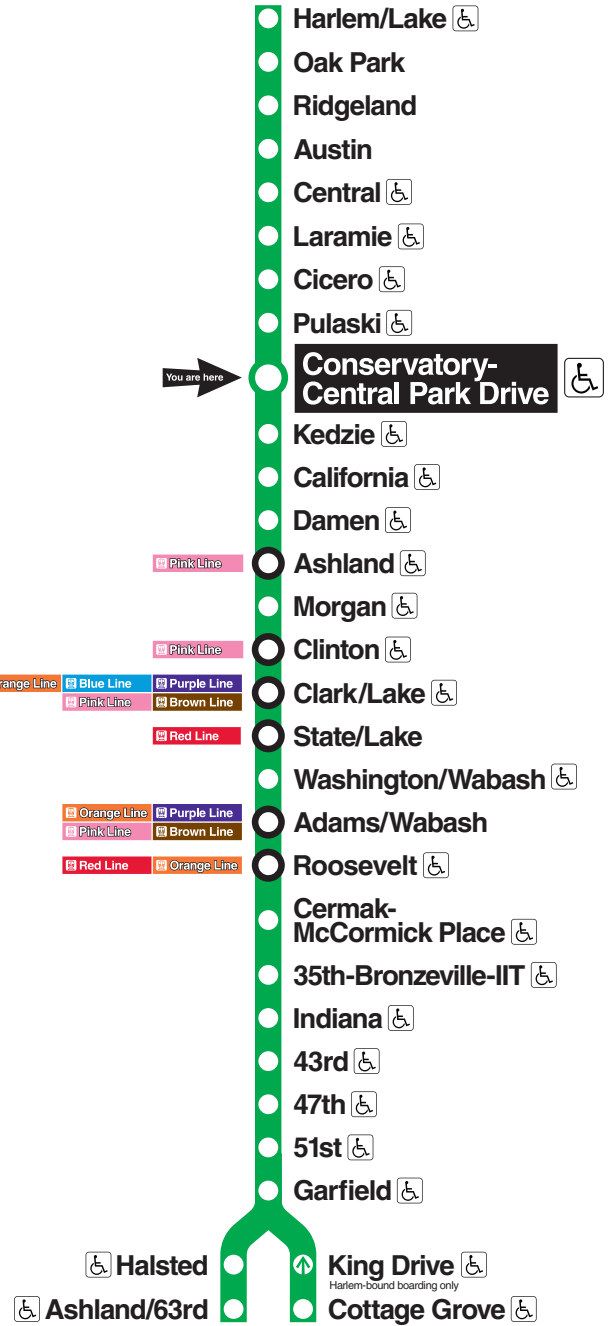 Harlem/Lake
Oak Park
Ridgeland
Austin
Central
Laramie
Cicero
Pulaski
You are here
Conservatory-
Central Park Drive
Kedzie
California
Damen
Pink Line
Ashland
Morgan
Pink Line
Clinton
range Line Blue Line Purple Line
Pink Line Brown Line
Clark/Lake
Red Line
State/Lake
Washington/Wabash
Orange Line Purple Line
Pink Line Brown Line
Adams/Wabash
Red Line Orange Line
Roosevelt
Cermak-
McCormick Place
35th-Bronzeville-IIT
Indiana
43rd
47th
51st
Garfield
Halsted
King Drive
Harlem-bound boarding only
Ashland/63rd
Cottage Grove